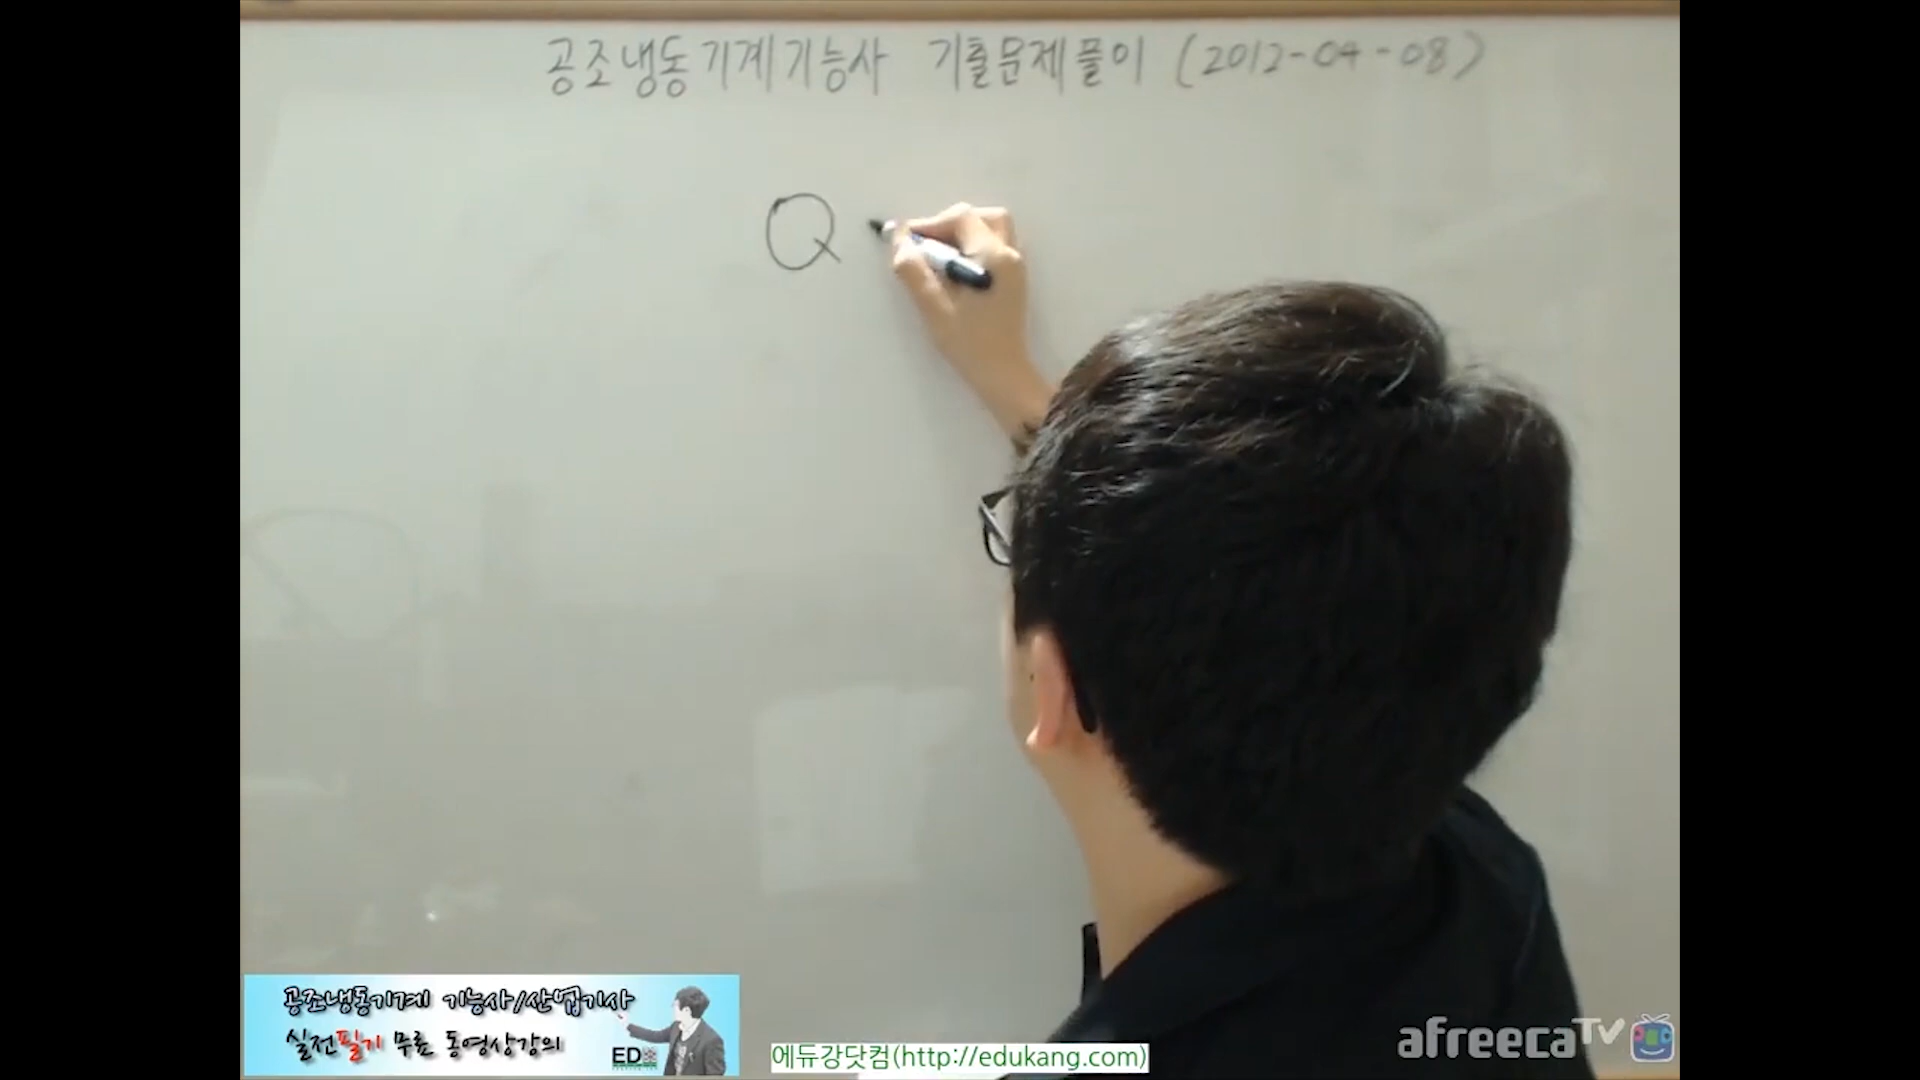 공조냉동기계기능사 기출문제풀이 (2012-04-08)
Q
공조냉동기계 기능사/산업기사
실전필기 무료 동영상강의
에듀강닷컴(http://edukang.com)
afreecaTV